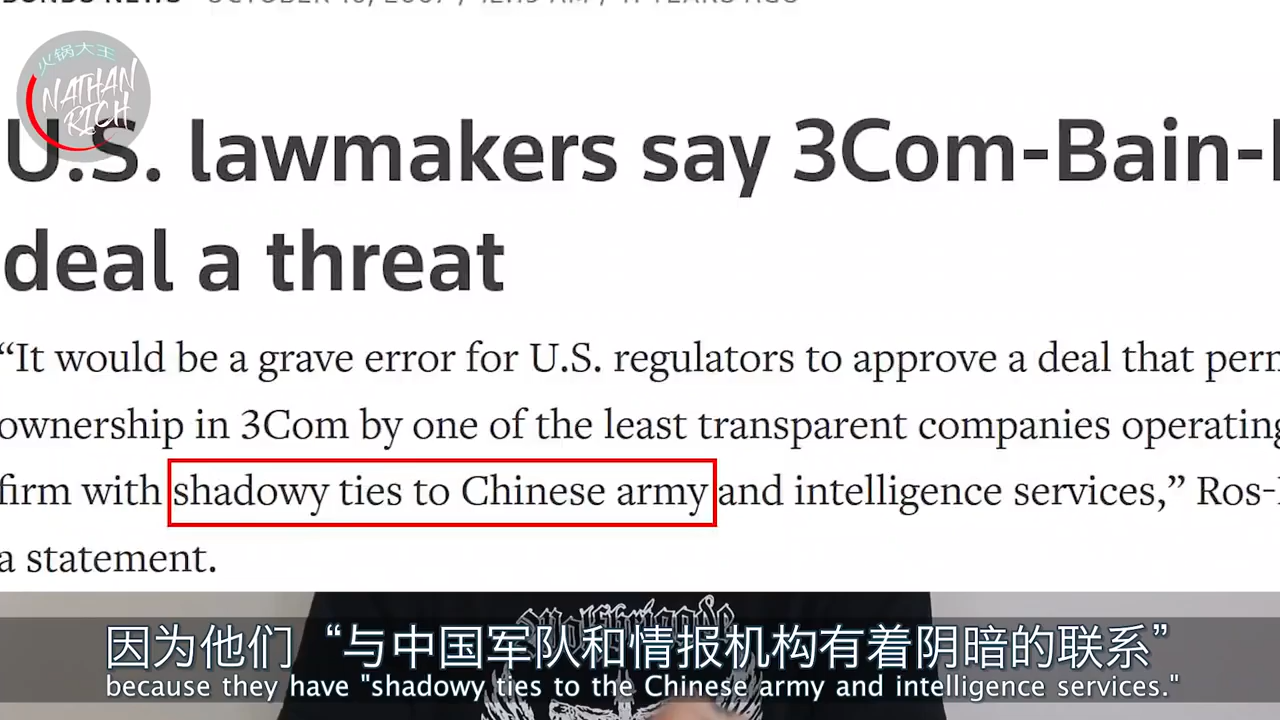 火锅大王
NATHAN
RICH
U.S. lawmakers say 3Com-Bain-
deal a threat
“It would be a grave error for U.S. regulators to approve a deal that
ownership in 3Com by one of the least transparent companies operating
firm with shadowy ties to Chinese army and intelligence services,” Ros-
a statement.
因为他们“与中国军队和情报机构有着阴暗的联系”
because they have "shadowy ties to the Chinese army and intelligence services."